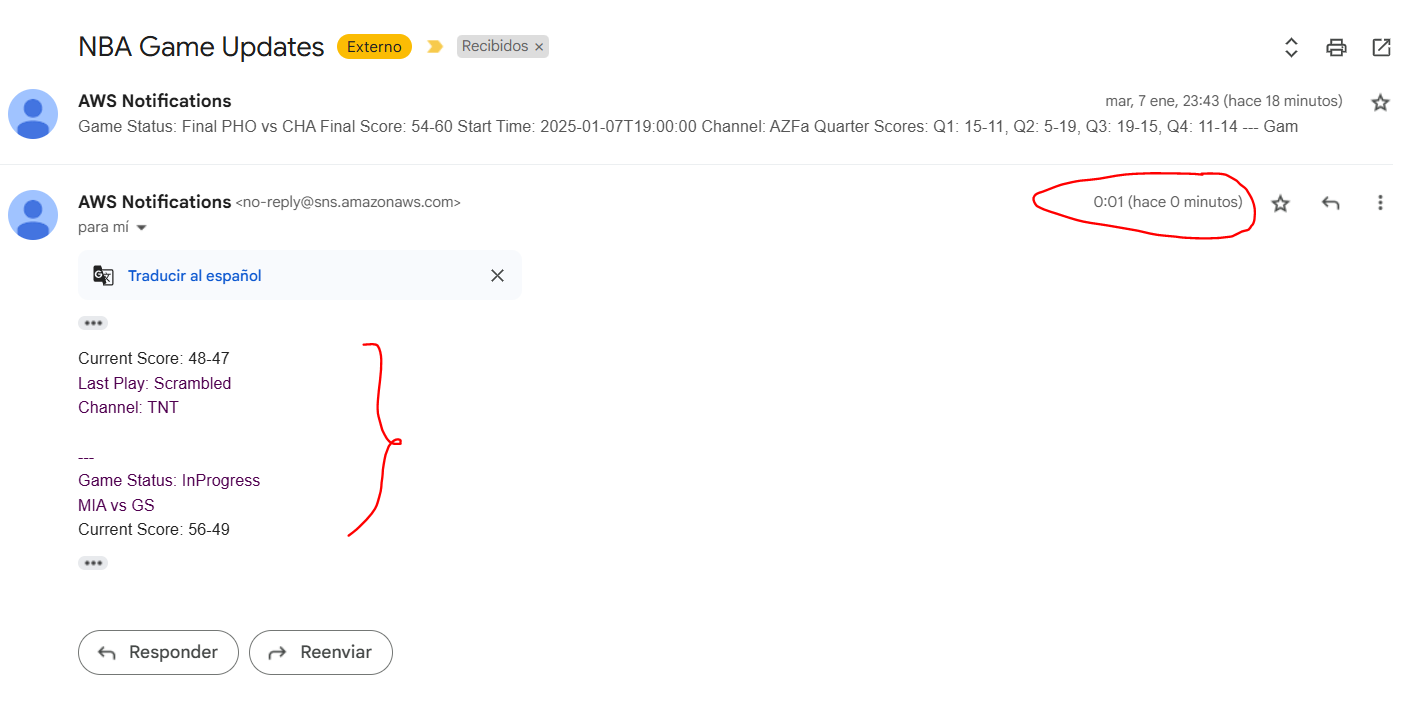 NBA Game Updates Externo Recibidos ×
AWS Notifications mar, 7 ene, 23:43 (hace 18 minutos)
Game Status: Final PHO vs CHA Final Score: 54-60 Start Time: 2025-01-07T19:00:00 Channel: AZFa Quarter Scores: Q1: 15-11, Q2: 5-19, Q3: 19-15, Q4: 11-14 --- Gam
AWS Notifications <no-reply@sns.amazonaws.com> 0:01 (hace 0 minutos)
para mí
Traducir al español
Current Score: 48-47
Last Play: Scrambled
Channel: TNT
---
Game Status: InProgress
MIA vs GS
Current Score: 56-49
Responder Reenviar